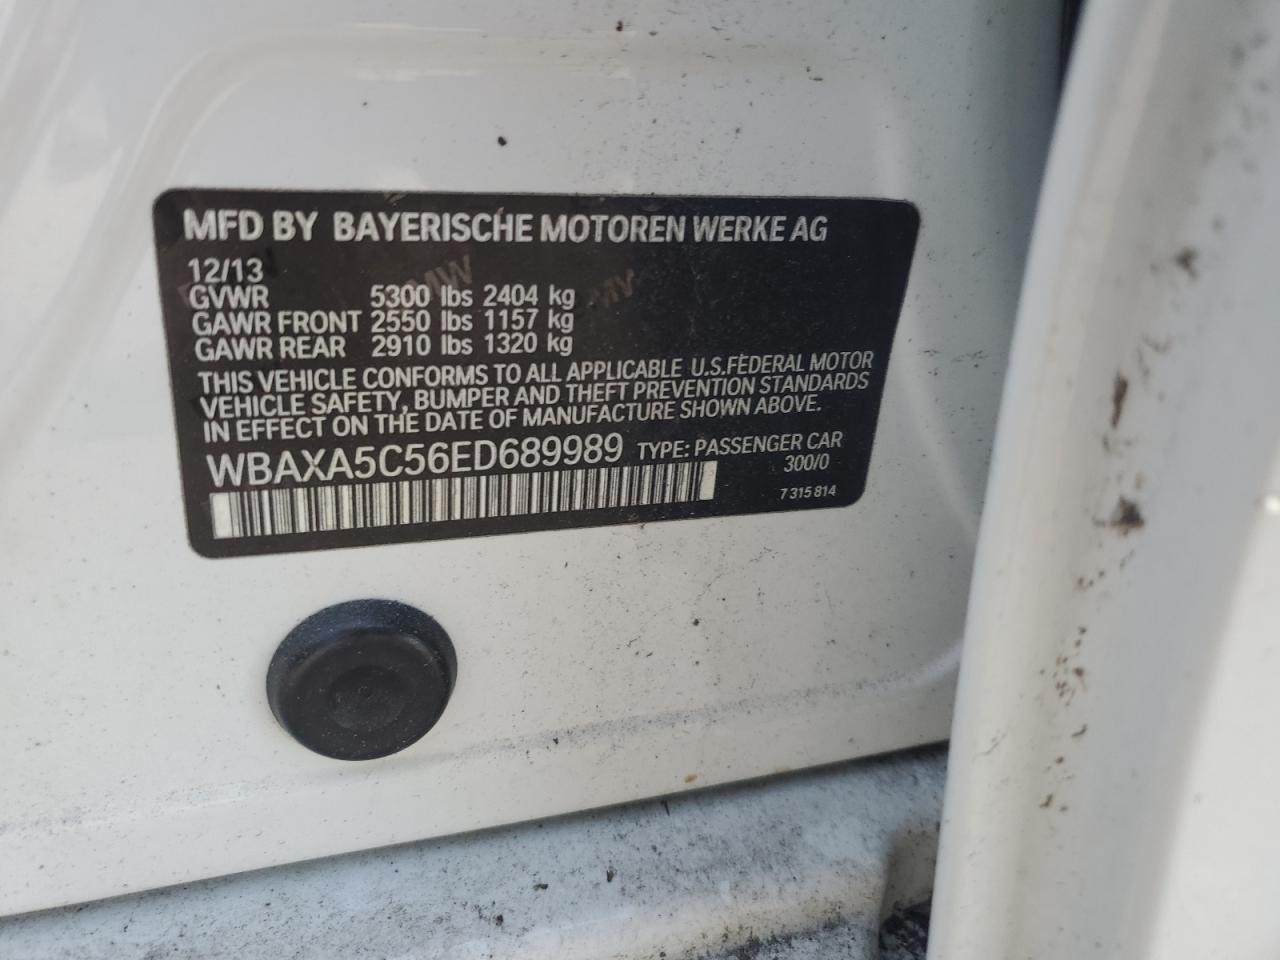 MFD BY BAYERISCHE MOTOREN WERKE AG
12/13
GVWR 5300 lbs 2404 kg
GAWR FRONT 2550 lbs 1157 kg
GAWR REAR 2910 lbs 1320 kg
THIS VEHICLE CONFORMS TO ALL APPLICABLE U.S.FEDERAL MOTOR
VEHICLE SAFETY, BUMPER AND THEFT PREVENTION STANDARDS
IN EFFECT ON THE DATE OF MANUFACTURE SHOWN ABOVE.
WBAXA5C56ED689989 TYPE: PASSENGER CAR
300/0
7 315 814